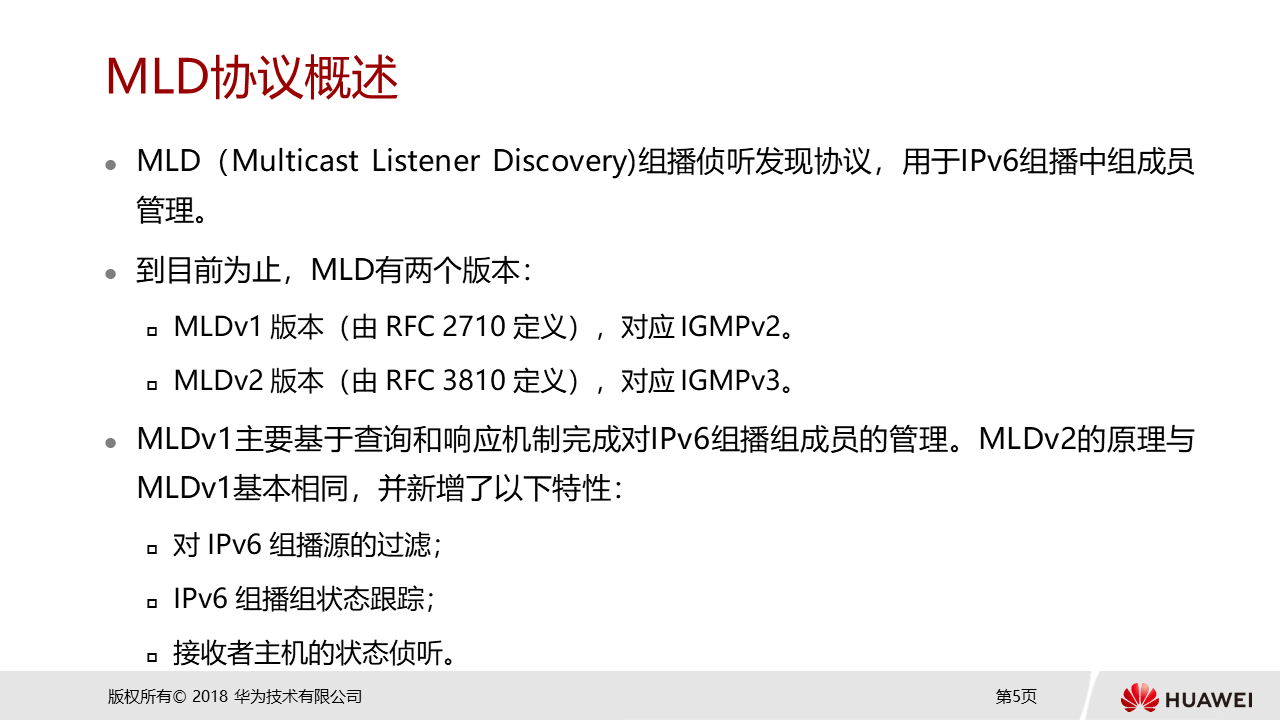 MLD协议概述
MLD（Multicast Listener Discovery)组播侦听发现协议，用于IPv6组播中组成员
管理。
到目前为止，MLD有两个版本：
MLDv1 版本（由 RFC 2710 定义），对应 IGMPv2。
MLDv2 版本（由 RFC 3810 定义），对应 IGMPv3。
MLDv1主要基于查询和响应机制完成对IPv6组播组成员的管理。MLDv2的原理与
MLDv1基本相同，并新增了以下特性：
对 IPv6 组播源的过滤；
IPv6 组播组状态跟踪；
接收者主机的状态侦听。
版权所有© 2018 华为技术有限公司
第5页
HUAWEI